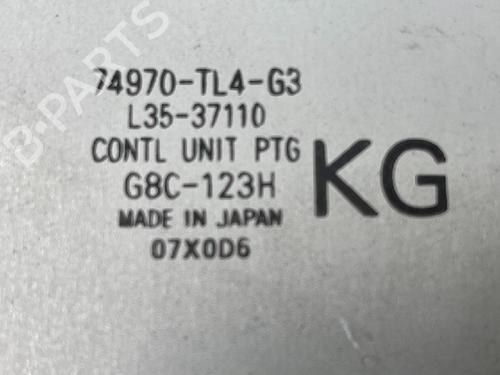 B-PARTS
74970-TL4-G3
L35-37110
CONTL UNIT PTG
G8C-123H
KG
MADE IN JAPAN
07X0D6